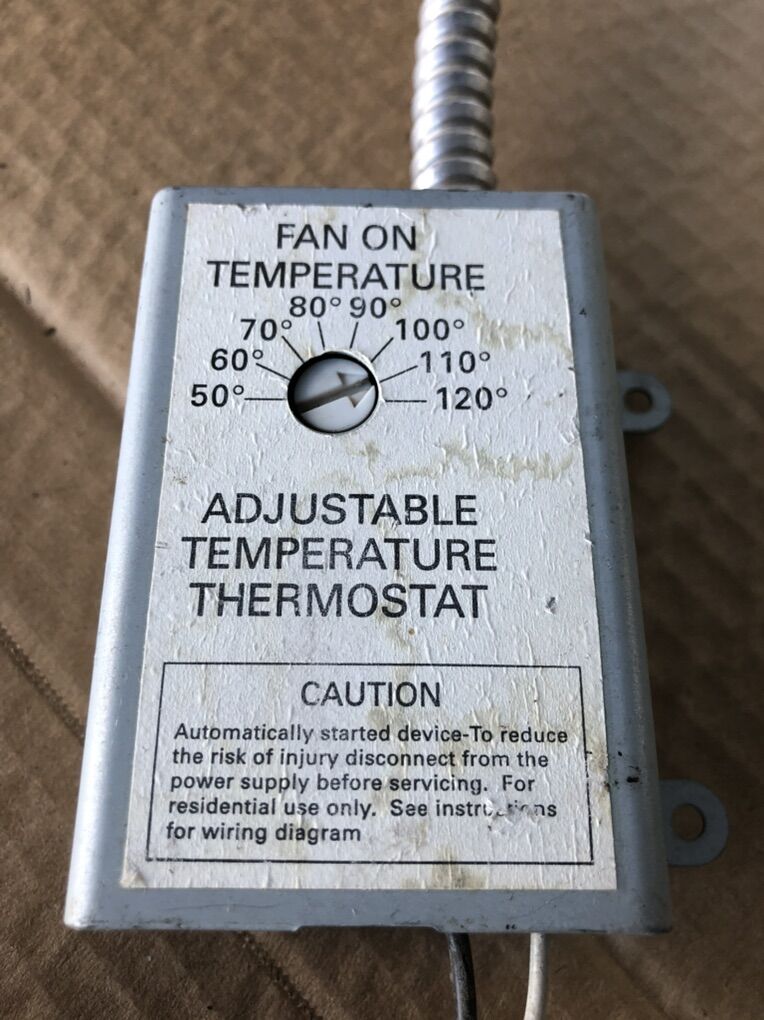 FAN ON
TEMPERATURE
80° 90°
70° 100°
60° 110°
50° 120°
ADJUSTABLE
TEMPERATURE
THERMOSTAT
CAUTION
Automatically started device-To reduce
the risk of injury disconnect from the
power supply before servicing. For
residential use only. See instructions
for wiring diagram